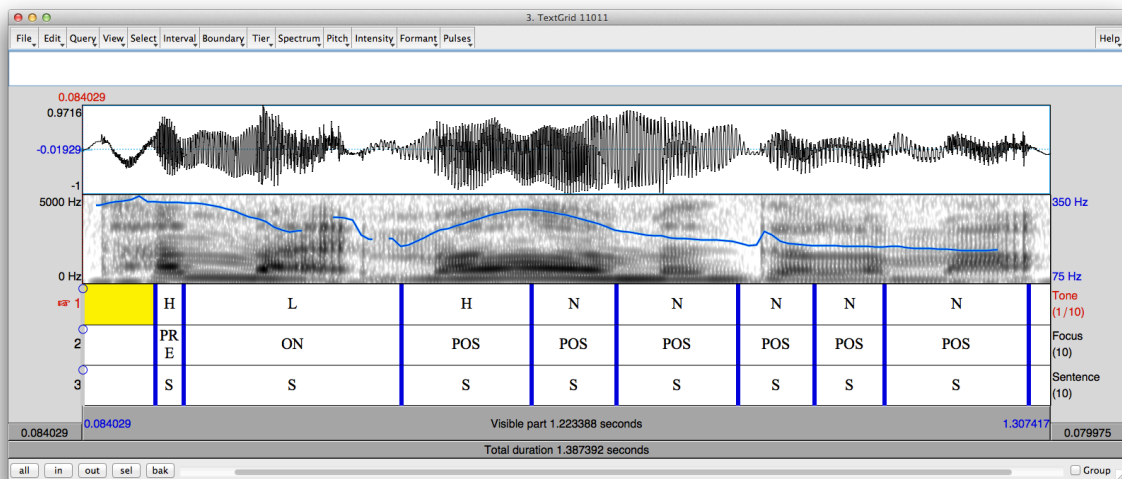 3. TextGrid 11011
File Edit Query View Select Interval Boundary Tier Spectrum Pitch Intensity Formant Pulses Help
0.084029
0.9716
-0.01929
-1
5000 Hz 350 Hz
0 Hz 75 Hz
1 H L H N N N N N Tone (1/10)
2 PRE ON POS POS POS POS POS POS Focus (10)
3 S S S S S S S S Sentence (10)
0.084029 Visible part 1.223388 seconds 1.307417
0.084029 0.079975
Total duration 1.387392 seconds
all in out sel bak Group